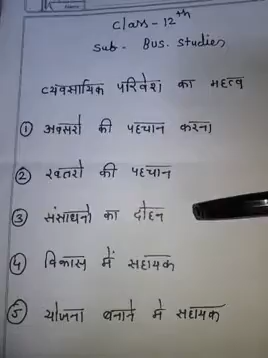 Class-12th
Sub- Bus. Studies
व्यवसायिक परिवेश का महत्व
① अवसरो की पहचान करना
② खतरो की पहचान
③ संसाधनो का दोहन
④ विकास में सहायक
⑤ योजना बनाने मे सहायक